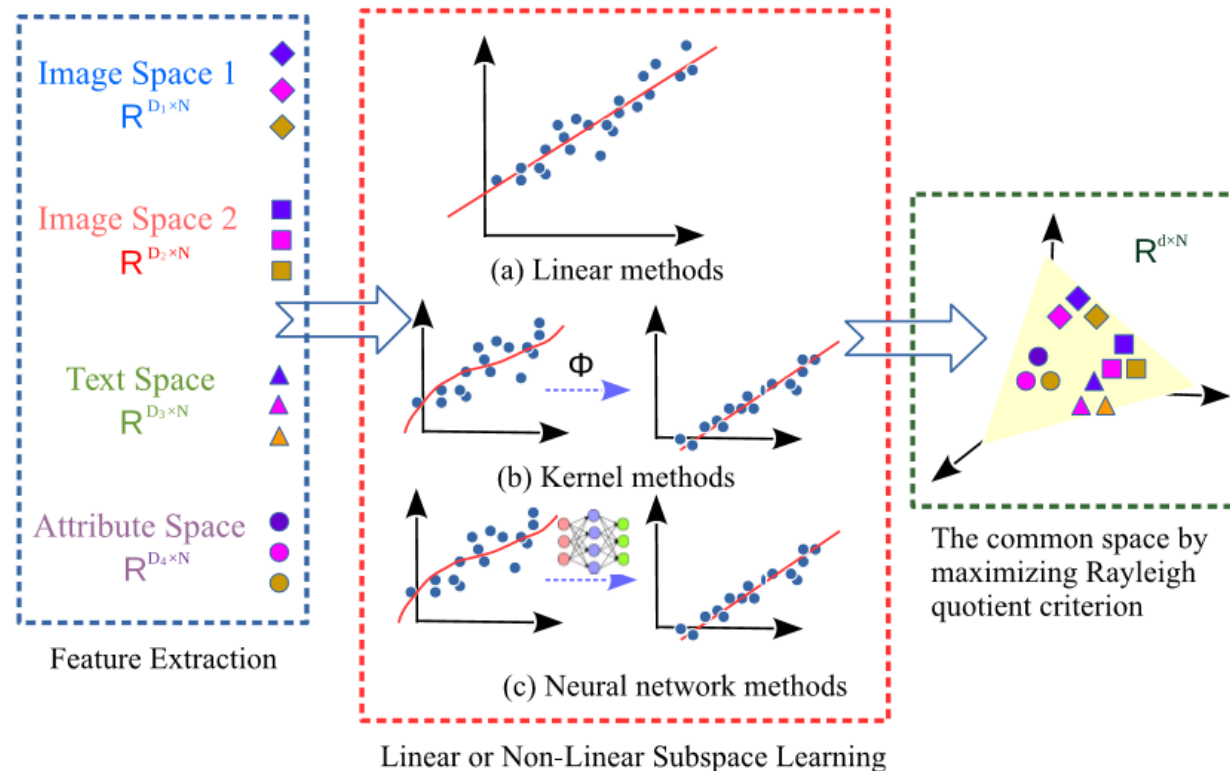 Image Space 1
R^{D₁×N}
Image Space 2
R^{D₂×N}
Text Space
R^{D₃×N}
Attribute Space
R^{D₄×N}
Feature Extraction
(a) Linear methods
Φ
(b) Kernel methods
(c) Neural network methods
Linear or Non-Linear Subspace Learning
R^{d×N}
The common space by
maximizing Rayleigh
quotient criterion